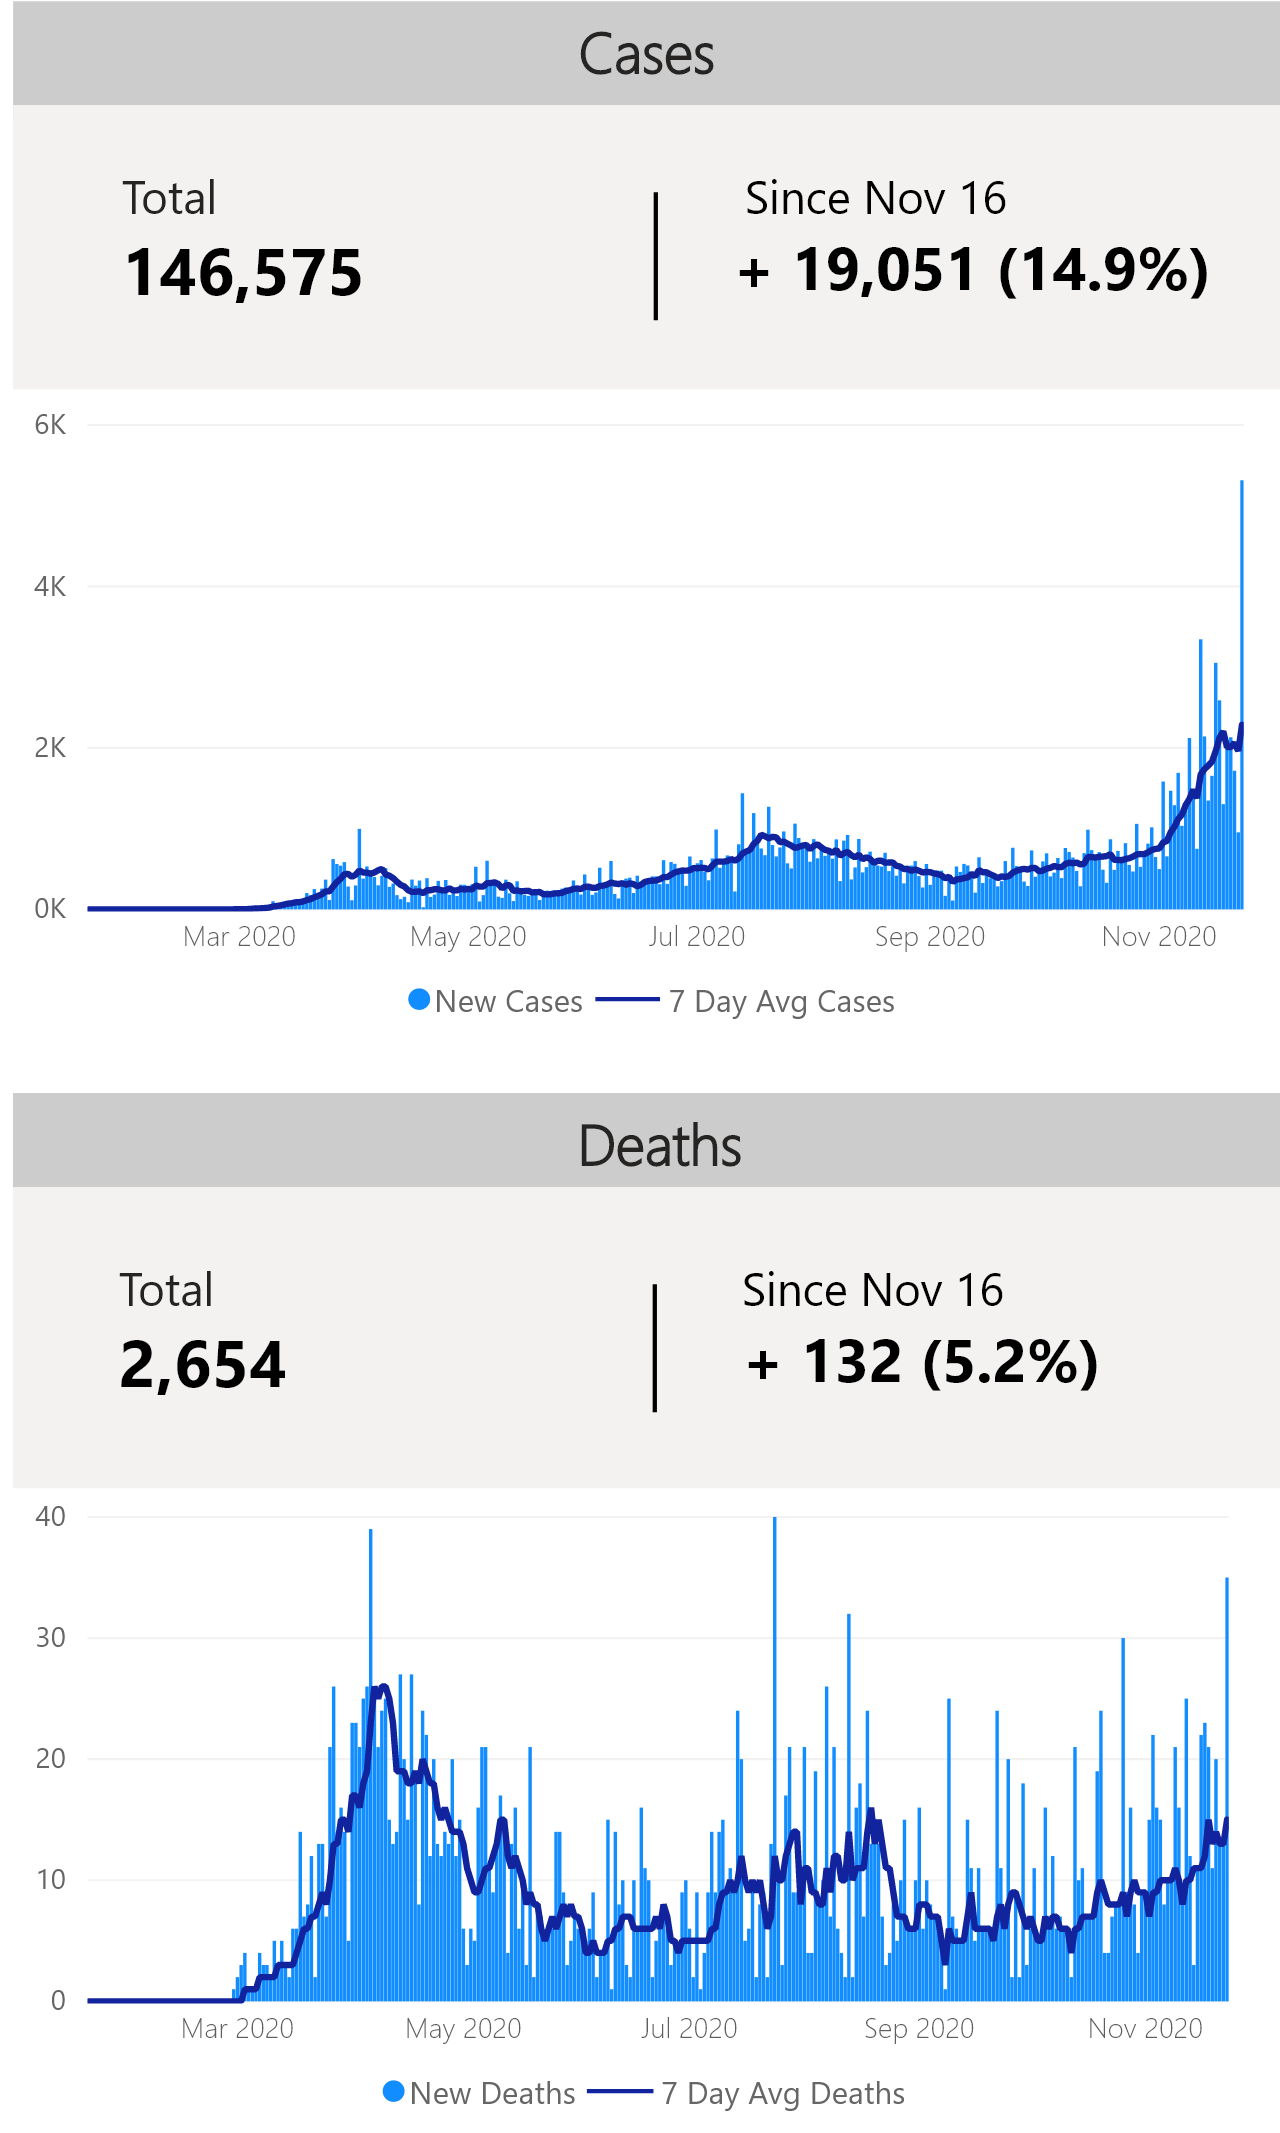 Cases
Total
Since Nov 16
146,575
+ 19,051 (14.9%)
6K
4K
2K
0K
Mar 2020 May 2020 Jul 2020 Sep 2020 Nov 2020
New Cases 7 Day Avg Cases
Deaths
Total
Since Nov 16
2,654
+ 132 (5.2%)
40
30
20
10
0
Mar 2020 May 2020 Jul 2020 Sep 2020 Nov 2020
New Deaths 7 Day Avg Deaths